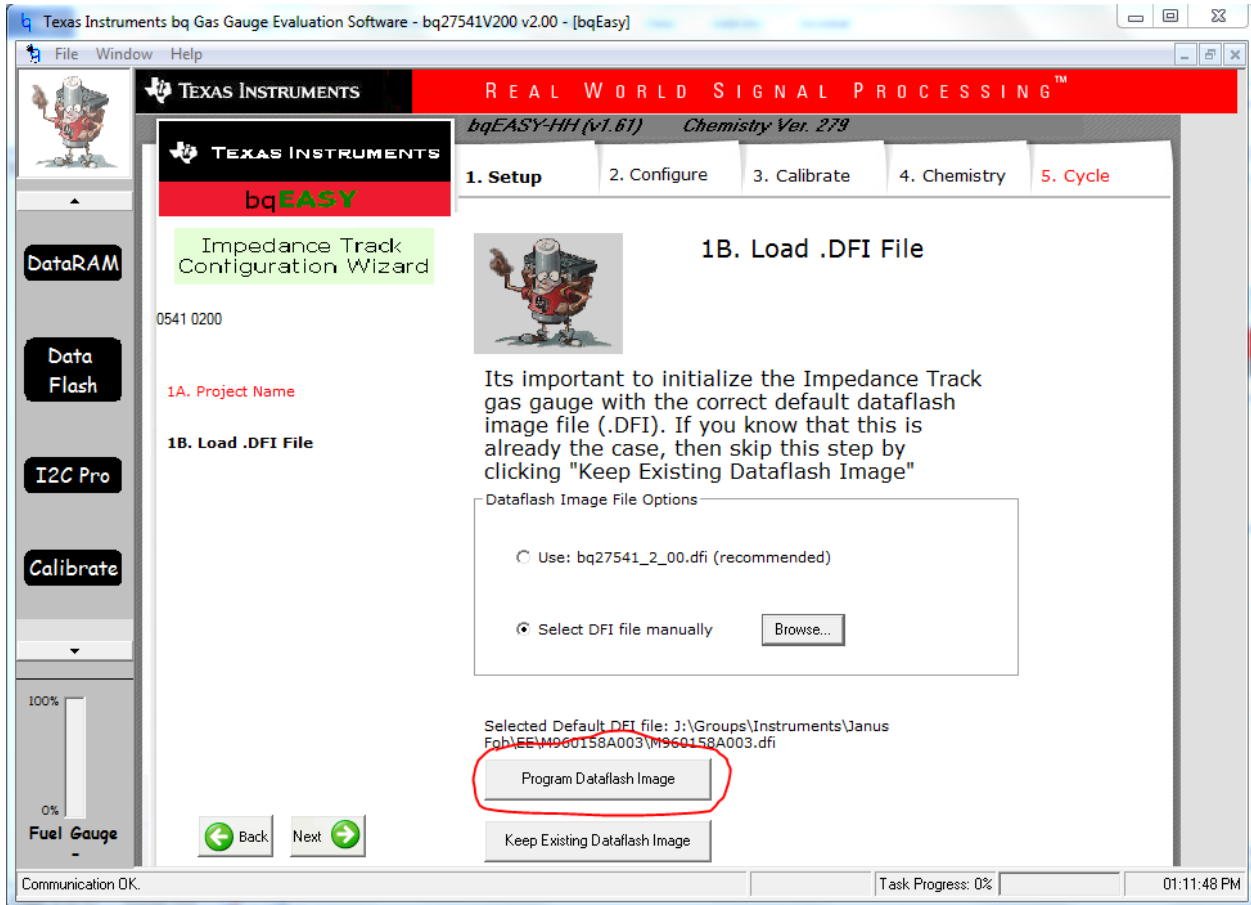 Texas Instruments bq Gas Gauge Evaluation Software - bq27541V200 v2.00 - [bqEasy]
File Window Help
TEXAS INSTRUMENTS
REAL WORLD SIGNAL PROCESSING™
bqEASY-HH (v1.61) Chemistry Ver. 279
TEXAS INSTRUMENTS
bqEASY
1. Setup
2. Configure
3. Calibrate
4. Chemistry
5. Cycle
Impedance Track
Configuration Wizard
0541 0200
1A. Project Name
1B. Load .DFI File
DataRAM
Data
Flash
I2C Pro
Calibrate
100%
0%
Fuel Gauge
-
1B. Load .DFI File
Its important to initialize the Impedance Track
gas gauge with the correct default dataflash
image file (.DFI). If you know that this is
already the case, then skip this step by
clicking "Keep Existing Dataflash Image"
Dataflash Image File Options
Use: bq27541_2_00.dfi (recommended)
Select DFI file manually
Browse...
Selected Default DFI file: J:\Groups\Instruments\Janus
Fob\EE\M960158A003\M960158A003.dfi
Program Dataflash Image
Keep Existing Dataflash Image
Back
Next
Communication OK.
Task Progress: 0%
01:11:48 PM